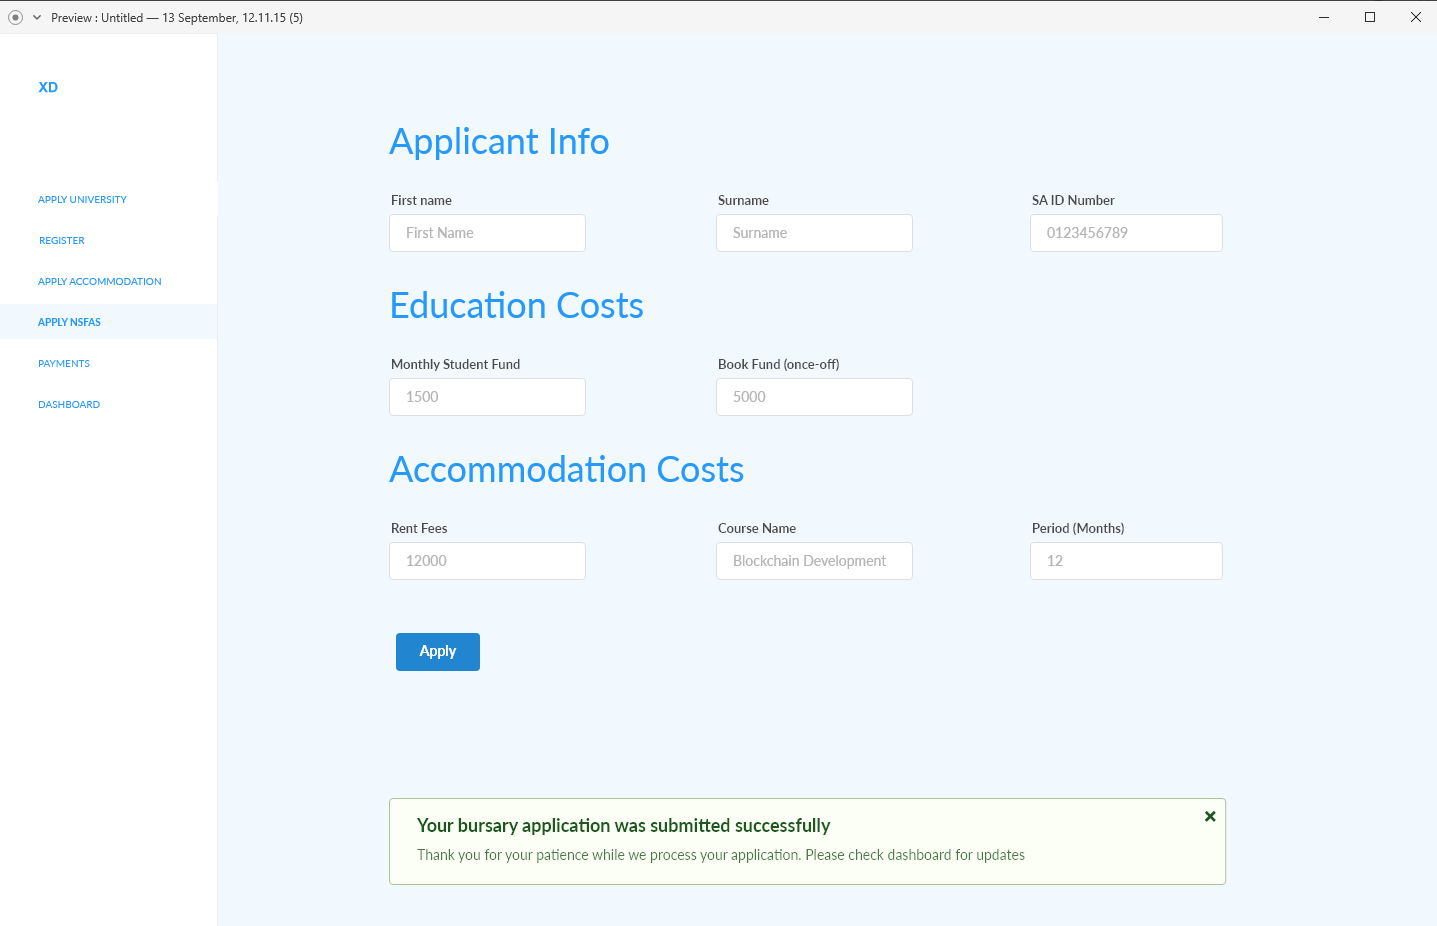 Preview : Untitled — 13 September, 12.11.15 (5)
XD
APPLY UNIVERSITY
REGISTER
APPLY ACCOMMODATION
APPLY NSFAS
PAYMENTS
DASHBOARD
Applicant Info
First name Surname SA ID Number
First Name Surname 0123456789
Education Costs
Monthly Student Fund Book Fund (once-off)
1500 5000
Accommodation Costs
Rent Fees Course Name Period (Months)
12000 Blockchain Development 12
Apply
Your bursary application was submitted successfully
Thank you for your patience while we process your application. Please check dashboard for updates